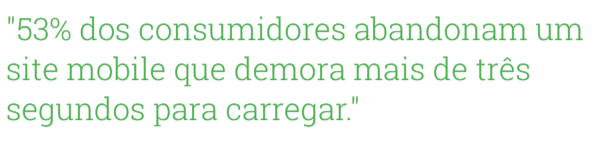 "53% dos consumidores abandonam um
site mobile que demora mais de três
segundos para carregar."